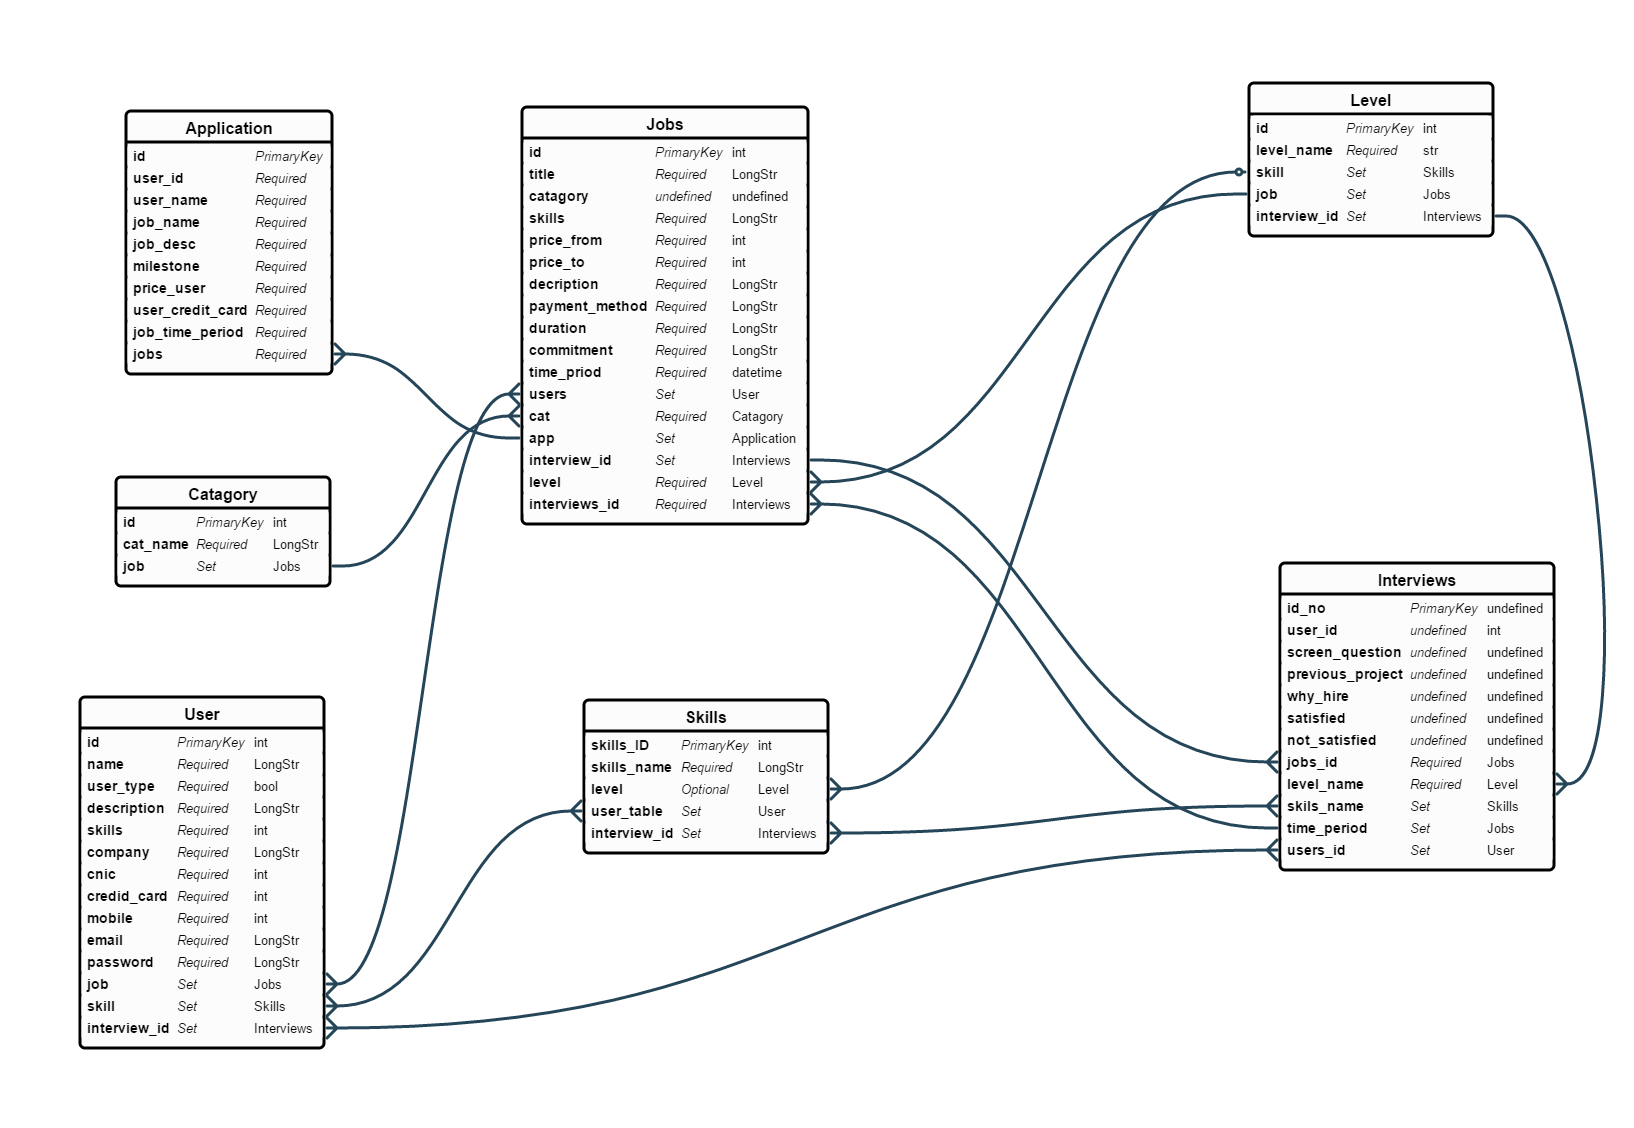 Application
id PrimaryKey
user_id Required
user_name Required
job_name Required
job_desc Required
milestone Required
price_user Required
user_credit_card Required
job_time_period Required
jobs Required
Jobs
id PrimaryKey int
title Required LongStr
catagory undefined undefined
skills Required LongStr
price_from Required int
price_to Required int
decription Required LongStr
payment_method Required LongStr
duration Required LongStr
commitment Required LongStr
time_priod Required datetime
users Set User
cat Required Catagory
app Set Application
interview_id Set Interviews
level Required Level
interviews_id Required Interviews
Level
id PrimaryKey int
level_name Required str
skill Set Skills
job Set Jobs
interview_id Set Interviews
Catagory
id PrimaryKey int
cat_name Required LongStr
job Set Jobs
Interviews
id_no PrimaryKey undefined
user_id undefined int
screen_question undefined undefined
previous_project undefined undefined
why_hire undefined undefined
satisfied undefined undefined
not_satisfied undefined undefined
jobs_id Required Jobs
level_name Required Level
skils_name Set Skills
time_period Set Jobs
users_id Set User
User
id PrimaryKey int
name Required LongStr
user_type Required bool
description Required LongStr
skills Required int
company Required LongStr
cnic Required int
credid_card Required int
mobile Required int
email Required LongStr
password Required LongStr
job Set Jobs
skill Set Skills
interview_id Set Interviews
Skills
skills_ID PrimaryKey int
skills_name Required LongStr
level Optional Level
user_table Set User
interview_id Set Interviews